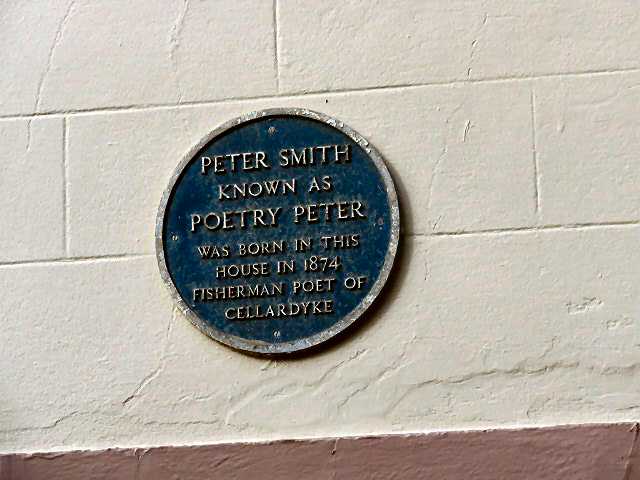 PETER SMITH
KNOWN AS
POETRY PETER
WAS BORN IN THIS
HOUSE IN 1874
FISHERMAN POET OF
CELLARDYKE